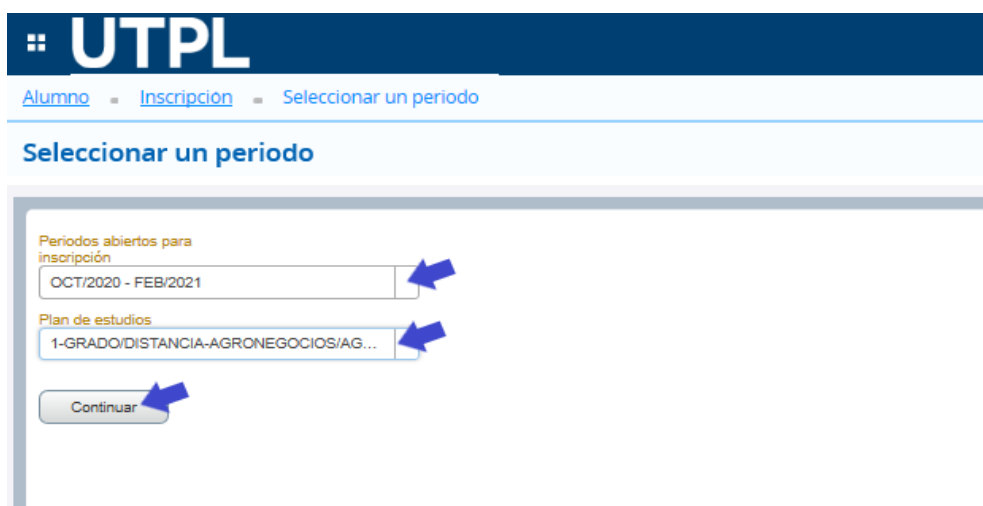 UTPL
Alumno Inscripción Seleccionar un periodo
Seleccionar un periodo
Periodos abiertos para
inscripción
OCT/2020 - FEB/2021
Plan de estudios
1-GRADO/DISTANCIA-AGRONEGOCIOS/AG...
Continuar